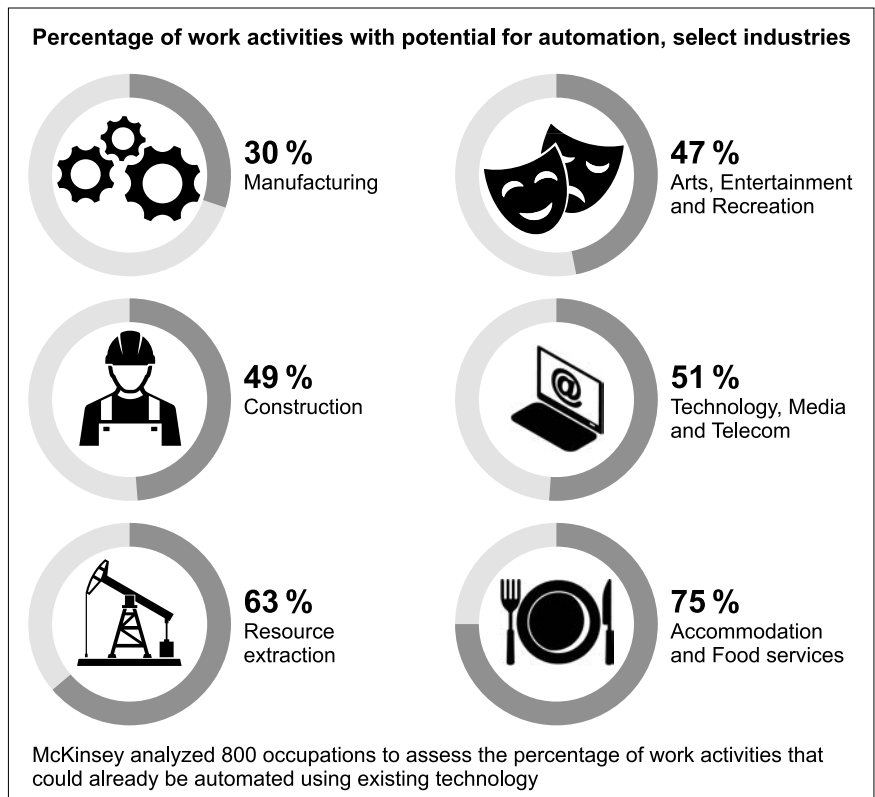 Percentage of work activities with potential for automation, select industries
30 %
Manufacturing
47 %
Arts, Entertainment
and Recreation
49 %
Construction
@
51 %
Technology, Media
and Telecom
63 %
Resource
extraction
75 %
Accommodation
and Food services
McKinsey analyzed 800 occupations to assess the percentage of work activities that
could already be automated using existing technology